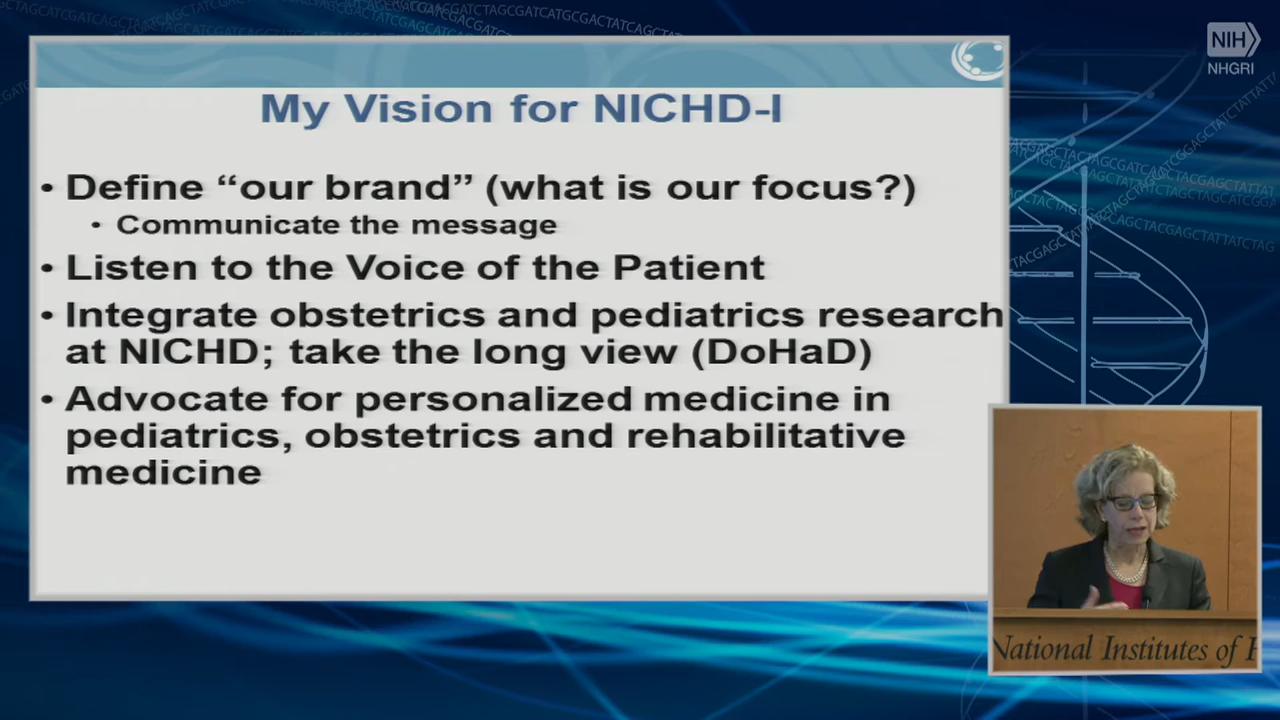 NIH
NHGRI
My Vision for NICHD-I
• Define “our brand” (what is our focus?)
• Communicate the message
• Listen to the Voice of the Patient
• Integrate obstetrics and pediatrics research
at NICHD; take the long view (DoHaD)
• Advocate for personalized medicine in
pediatrics, obstetrics and rehabilitative
medicine
National Institutes of